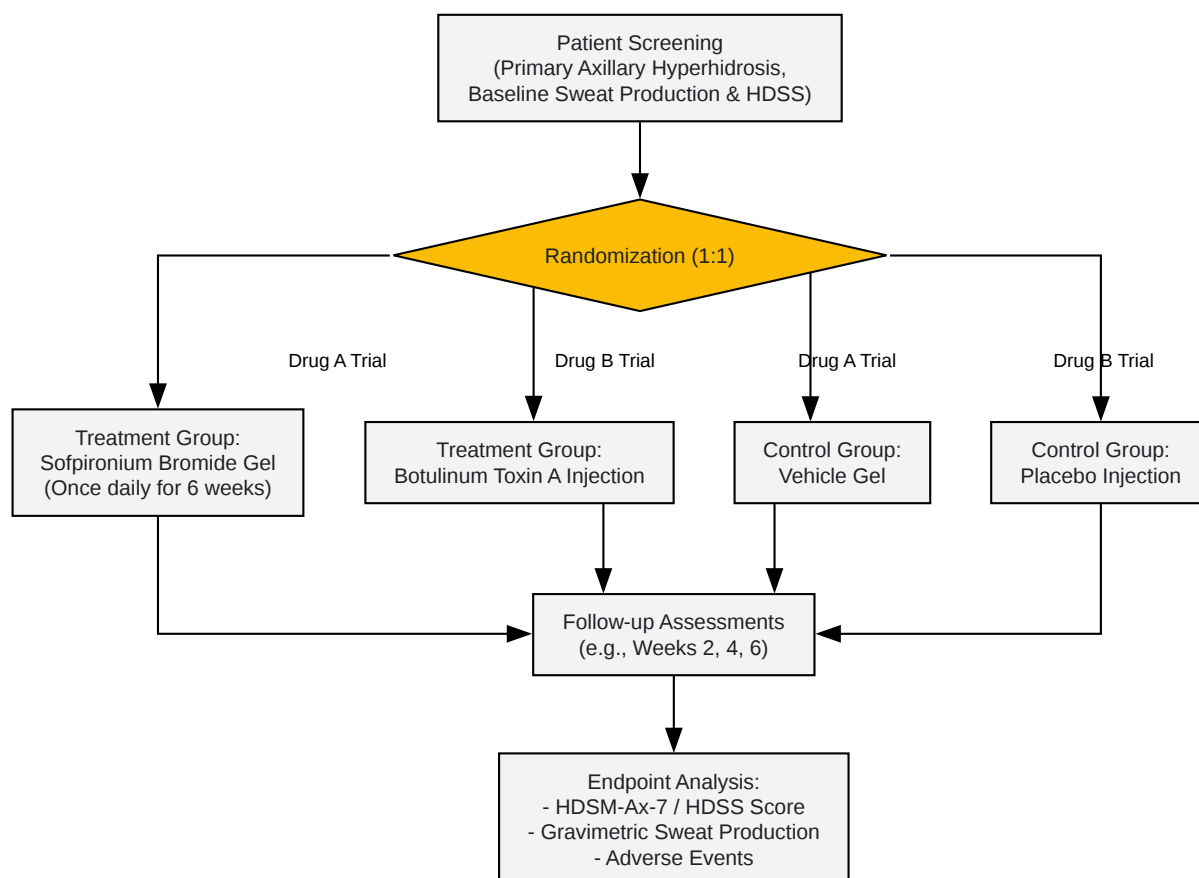 Patient Screening
(Primary Axillary Hyperhidrosis,
Baseline Sweat Production & HDSS)
Randomization (1:1)
Drug A Trial
Drug B Trial
Drug A Trial
Drug B Trial
Treatment Group:
Sofpironium Bromide Gel
(Once daily for 6 weeks)
Treatment Group:
Botulinum Toxin A Injection
Control Group:
Vehicle Gel
Control Group:
Placebo Injection
Follow-up Assessments
(e.g., Weeks 2, 4, 6)
Endpoint Analysis:
- HDSM-Ax-7 / HDSS Score
- Gravimetric Sweat Production
- Adverse Events